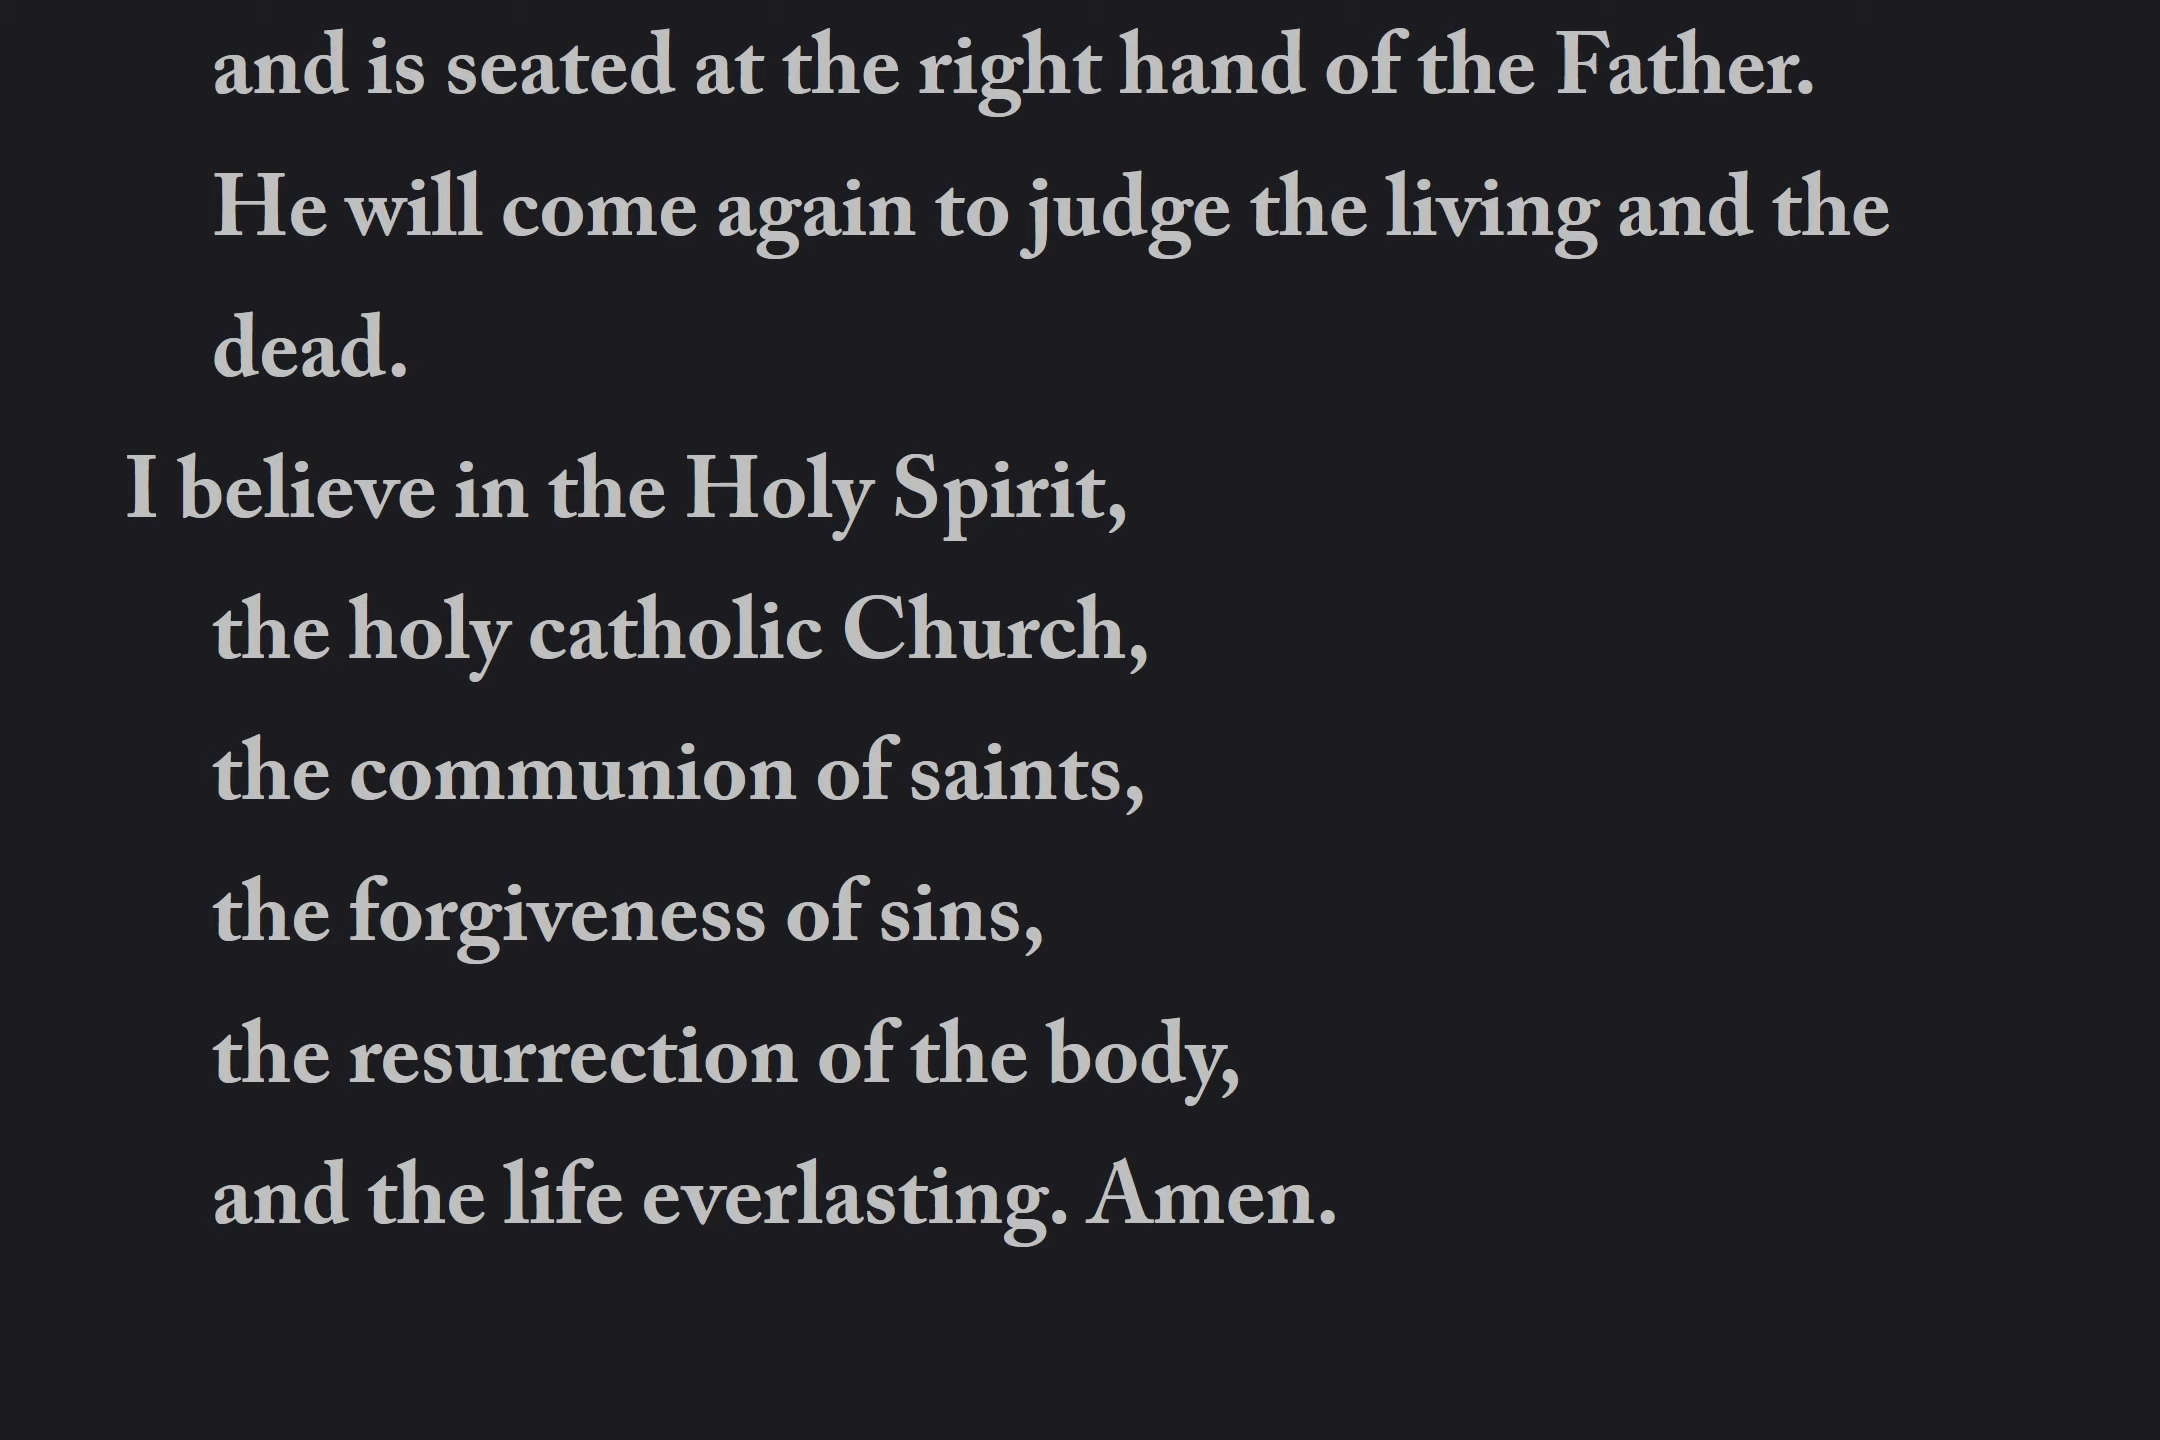 and is seated at the right hand of the Father.
He will come again to judge the living and the
dead.
I believe in the Holy Spirit,
the holy catholic Church,
the communion of saints,
the forgiveness of sins,
the resurrection of the body,
and the life everlasting. Amen.